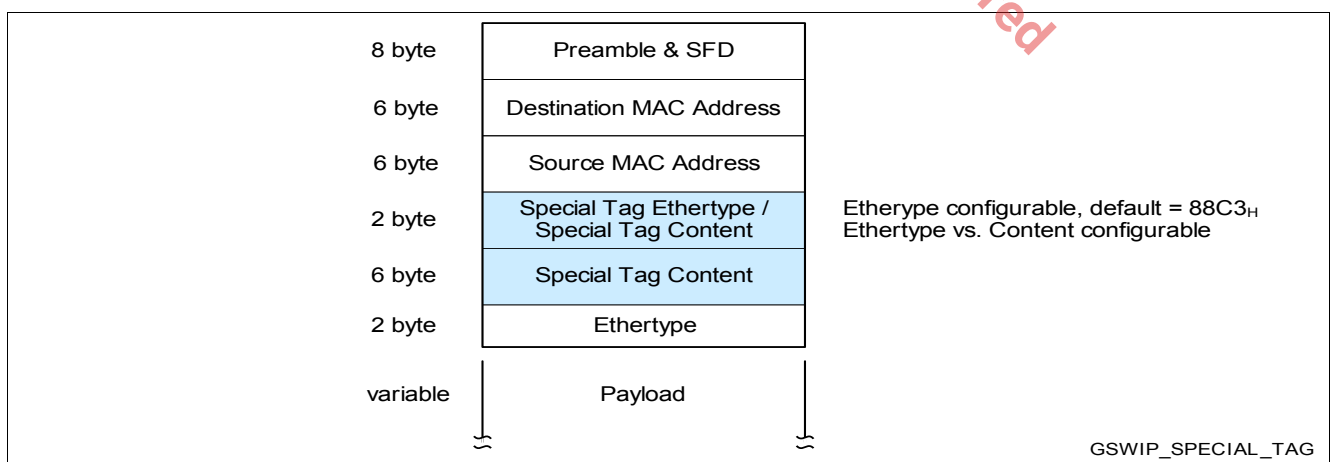 8 byte Preamble & SFD
6 byte Destination MAC Address
6 byte Source MAC Address
2 byte Special Tag Ethertype /
Special Tag Content
Etherype configurable, default = 88C3H
Ethertype vs. Content configurable
6 byte Special Tag Content
2 byte Ethertype
variable Payload
GSWIP_SPECIAL_TAG